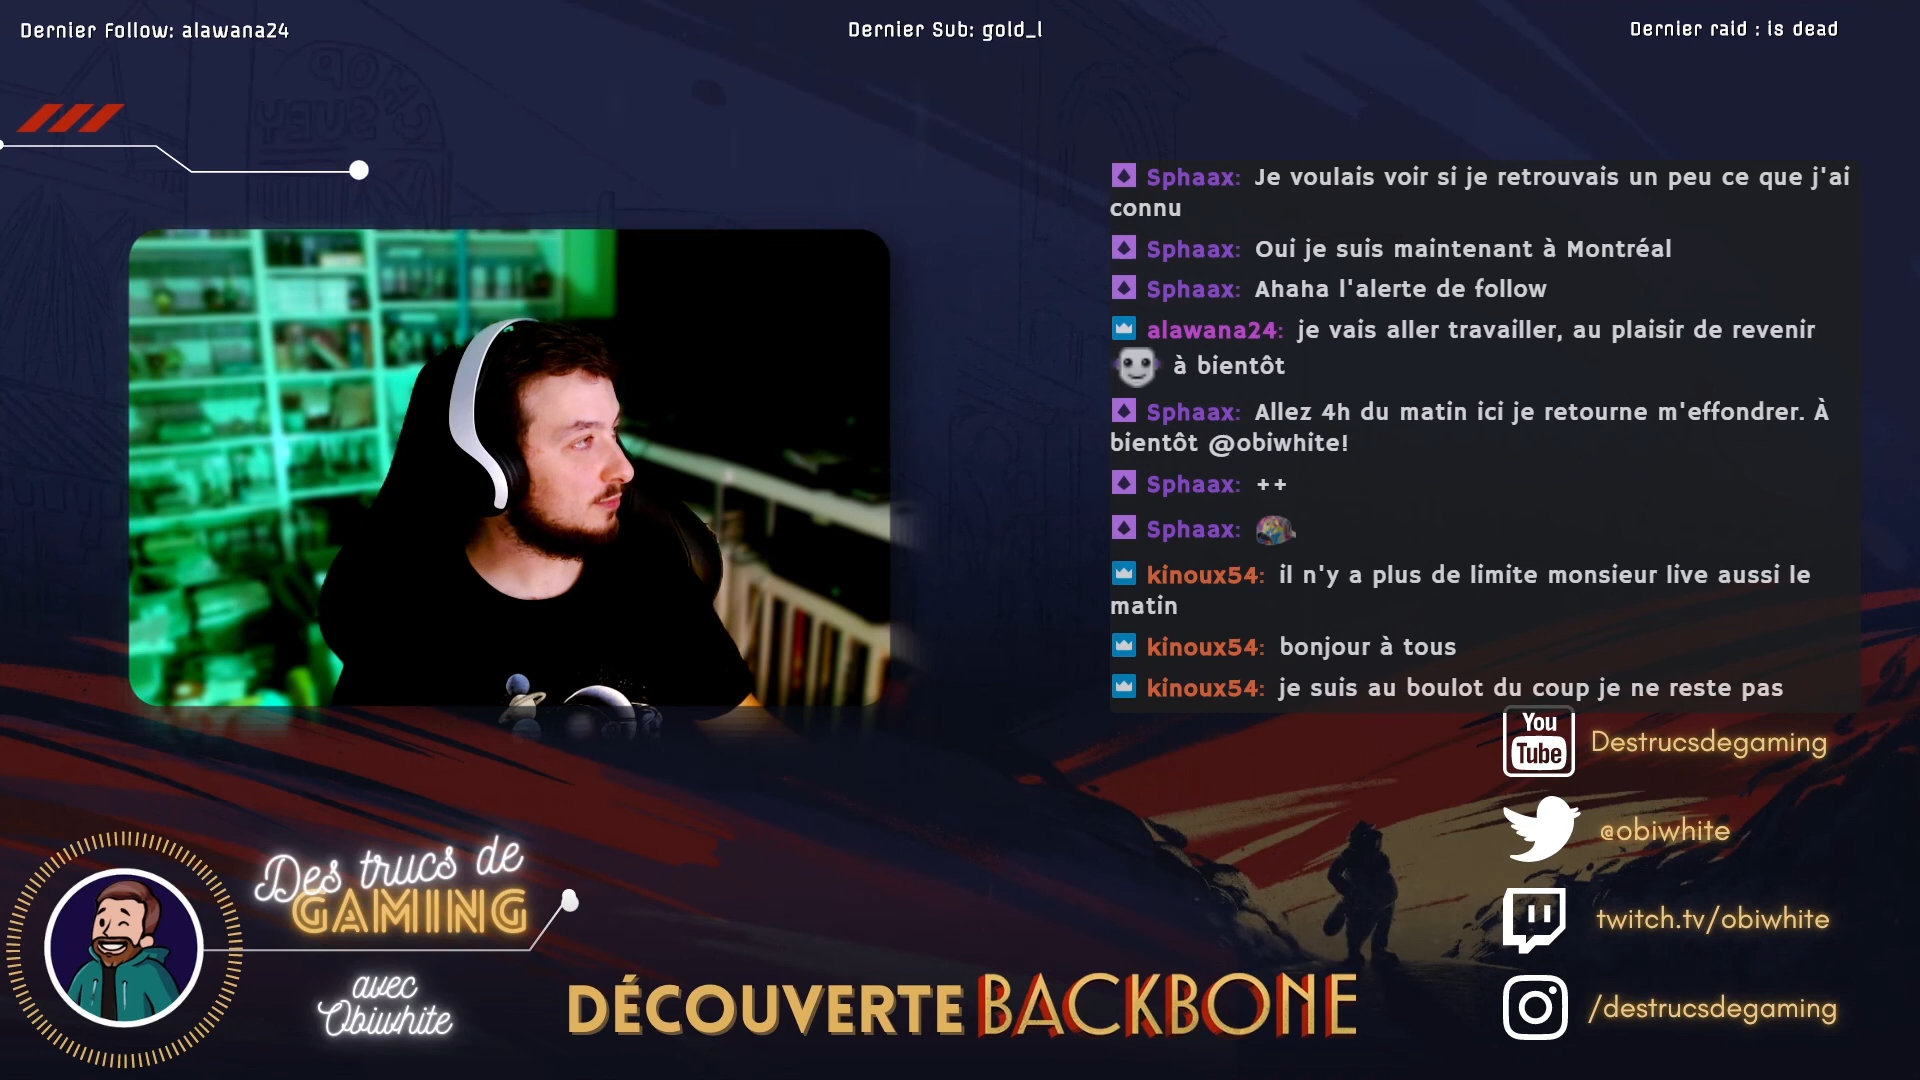 Dernier Follow: alawana24
Dernier Sub: gold_l
Dernier raid : is dead
CHOP
SUEY
Sphaax: Je voulais voir si je retrouvais un peu ce que j'ai
connu
Sphaax: Oui je suis maintenant à Montréal
Sphaax: Ahaha l'alerte de follow
alawana24: je vais aller travailler, au plaisir de revenir
à bientôt
Sphaax: Allez 4h du matin ici je retourne m'effondrer. À
bientôt @obiwhite!
Sphaax: ++
Sphaax:
kinoux54: il n'y a plus de limite monsieur live aussi le
matin
kinoux54: bonjour à tous
kinoux54: je suis au boulot du coup je ne reste pas
You
Tube
Destrucsdegaming
@obiwhite
twitch.tv/obiwhite
/destrucsdegaming
Des trucs de
GAMING
avec
Obiwhite
DÉCOUVERTE BACKBONE